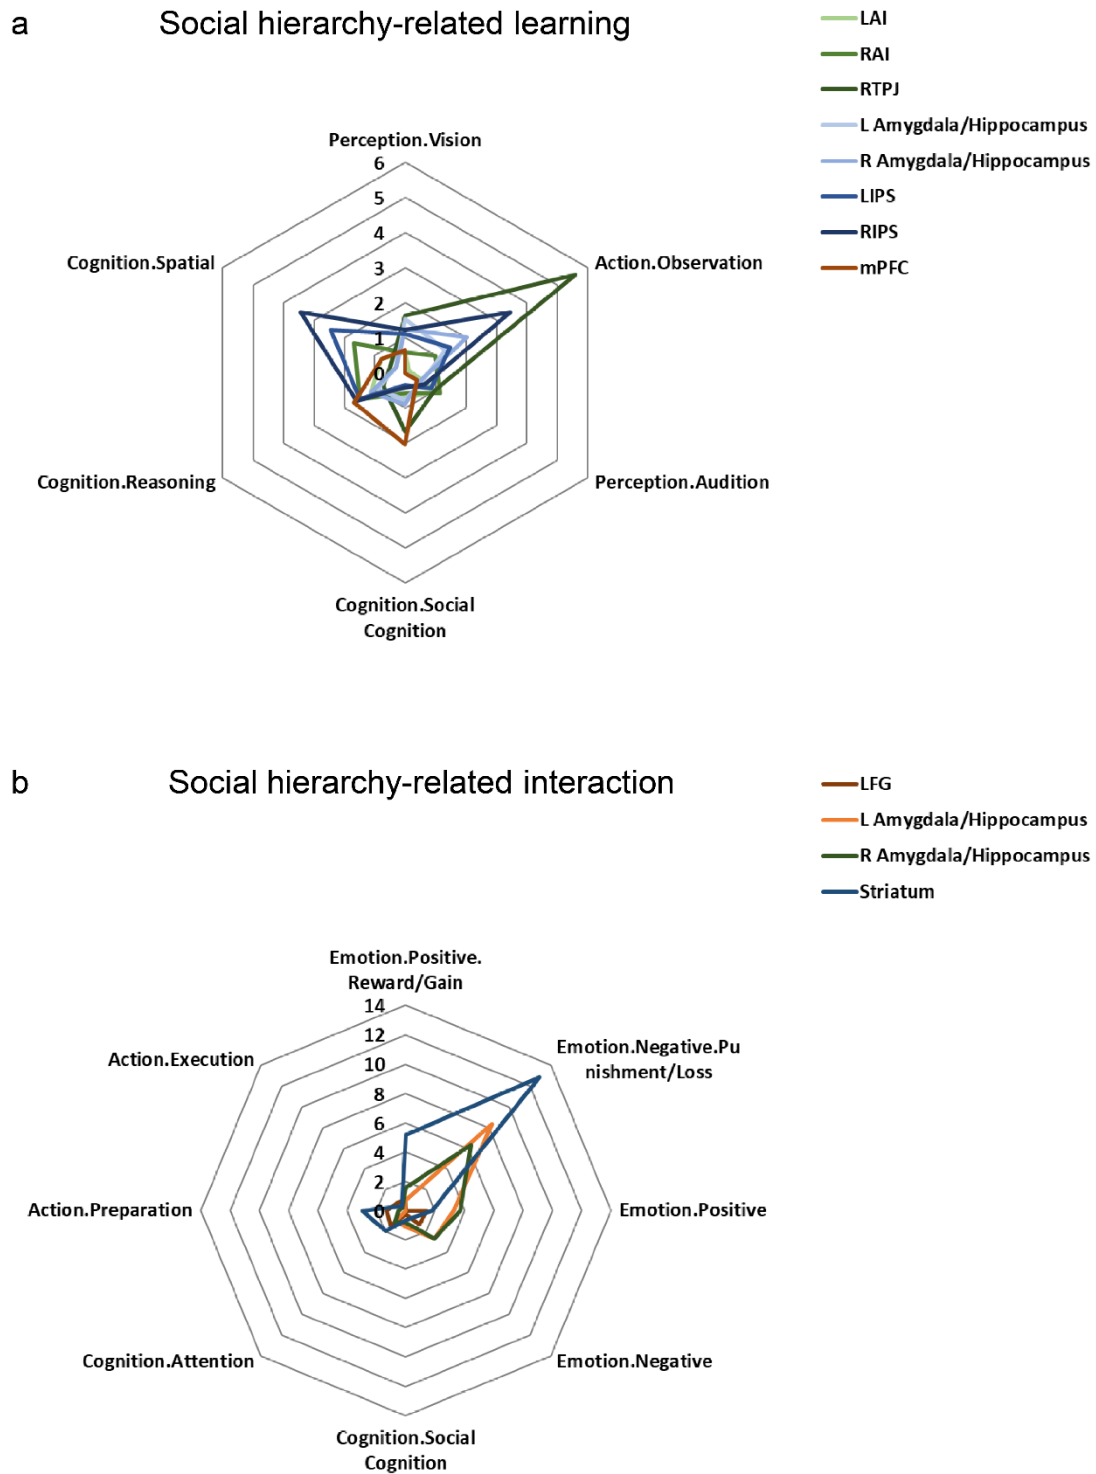 a
Social hierarchy-related learning
LAI
RAI
RTPJ
L Amygdala/Hippocampus
R Amygdala/Hippocampus
LIPS
RIPS
mPFC
Perception.Vision
6
5
4
3
2
1
0
Cognition.Spatial
Action.Observation
Cognition.Reasoning
Perception.Audition
Cognition.Social
Cognition
b
Social hierarchy-related interaction
LFG
L Amygdala/Hippocampus
R Amygdala/Hippocampus
Striatum
Emotion.Positive.
Reward/Gain
14
12
10
8
6
4
2
0
Action.Execution
Emotion.Negative.Pu
nishment/Loss
Action.Preparation
Emotion.Positive
Cognition.Attention
Emotion.Negative
Cognition.Social
Cognition